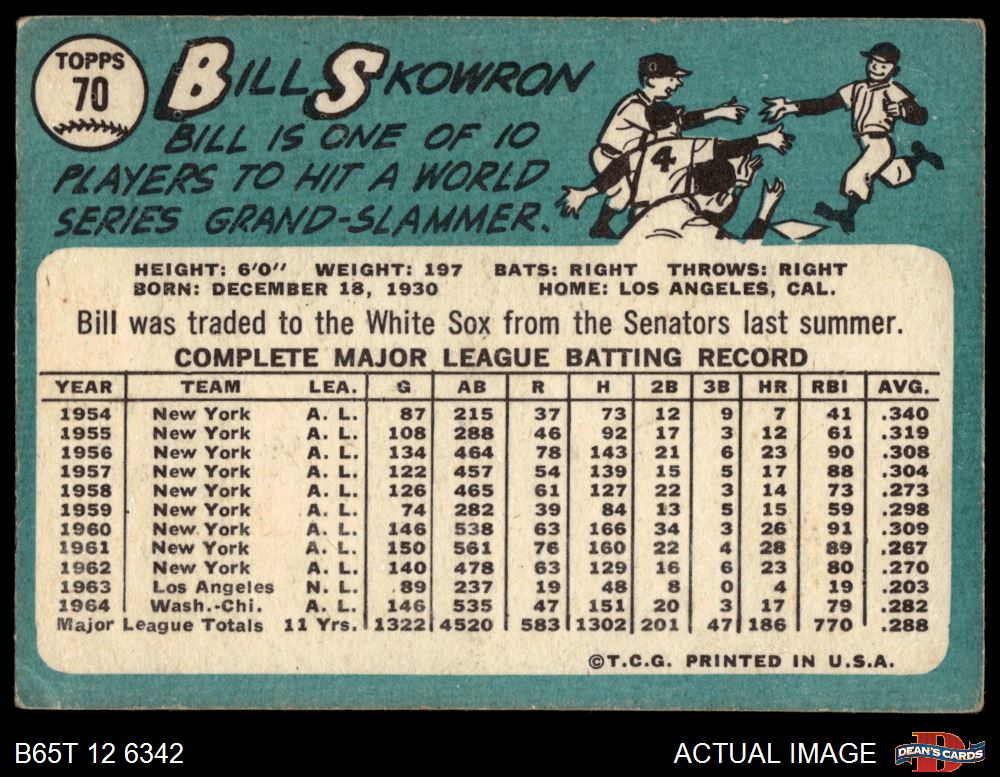 TOPPS
70
BILL SKOWRON
BILL IS ONE OF 10
PLAYERS TO HIT A WORLD
SERIES GRAND-SLAMMER.
4
HEIGHT: 6'0" WEIGHT: 197 BATS: RIGHT THROWS: RIGHT
BORN: DECEMBER 18, 1930 HOME: LOS ANGELES, CAL.
Bill was traded to the White Sox from the Senators last summer.
COMPLETE MAJOR LEAGUE BATTING RECORD
YEAR TEAM LEA. G AB R H 2B 3B HR RBI AVG.
1954 New York A. L. 87 215 37 73 12 9 7 41 .340
1955 New York A. L. 108 288 46 92 17 3 12 61 .319
1956 New York A. L. 134 464 78 143 21 6 23 90 .308
1957 New York A. L. 122 457 54 139 15 5 17 88 .304
1958 New York A. L. 126 465 61 127 22 3 14 73 .273
1959 New York A. L. 74 282 39 84 13 5 15 59 .298
1960 New York A. L. 146 538 63 166 34 3 26 91 .309
1961 New York A. L. 150 561 76 160 22 4 28 89 .267
1962 New York A. L. 140 478 63 129 16 6 23 80 .270
1963 Los Angeles N. L. 89 237 19 48 8 0 4 19 .203
1964 Wash.-Chi. A. L. 146 535 47 151 20 3 17 79 .282
Major League Totals 11 Yrs. 1322 4520 583 1302 201 47 186 770 .288
©T.C.G. PRINTED IN U.S.A.
B65T 12 6342 ACTUAL IMAGE DEAN'S CARDS